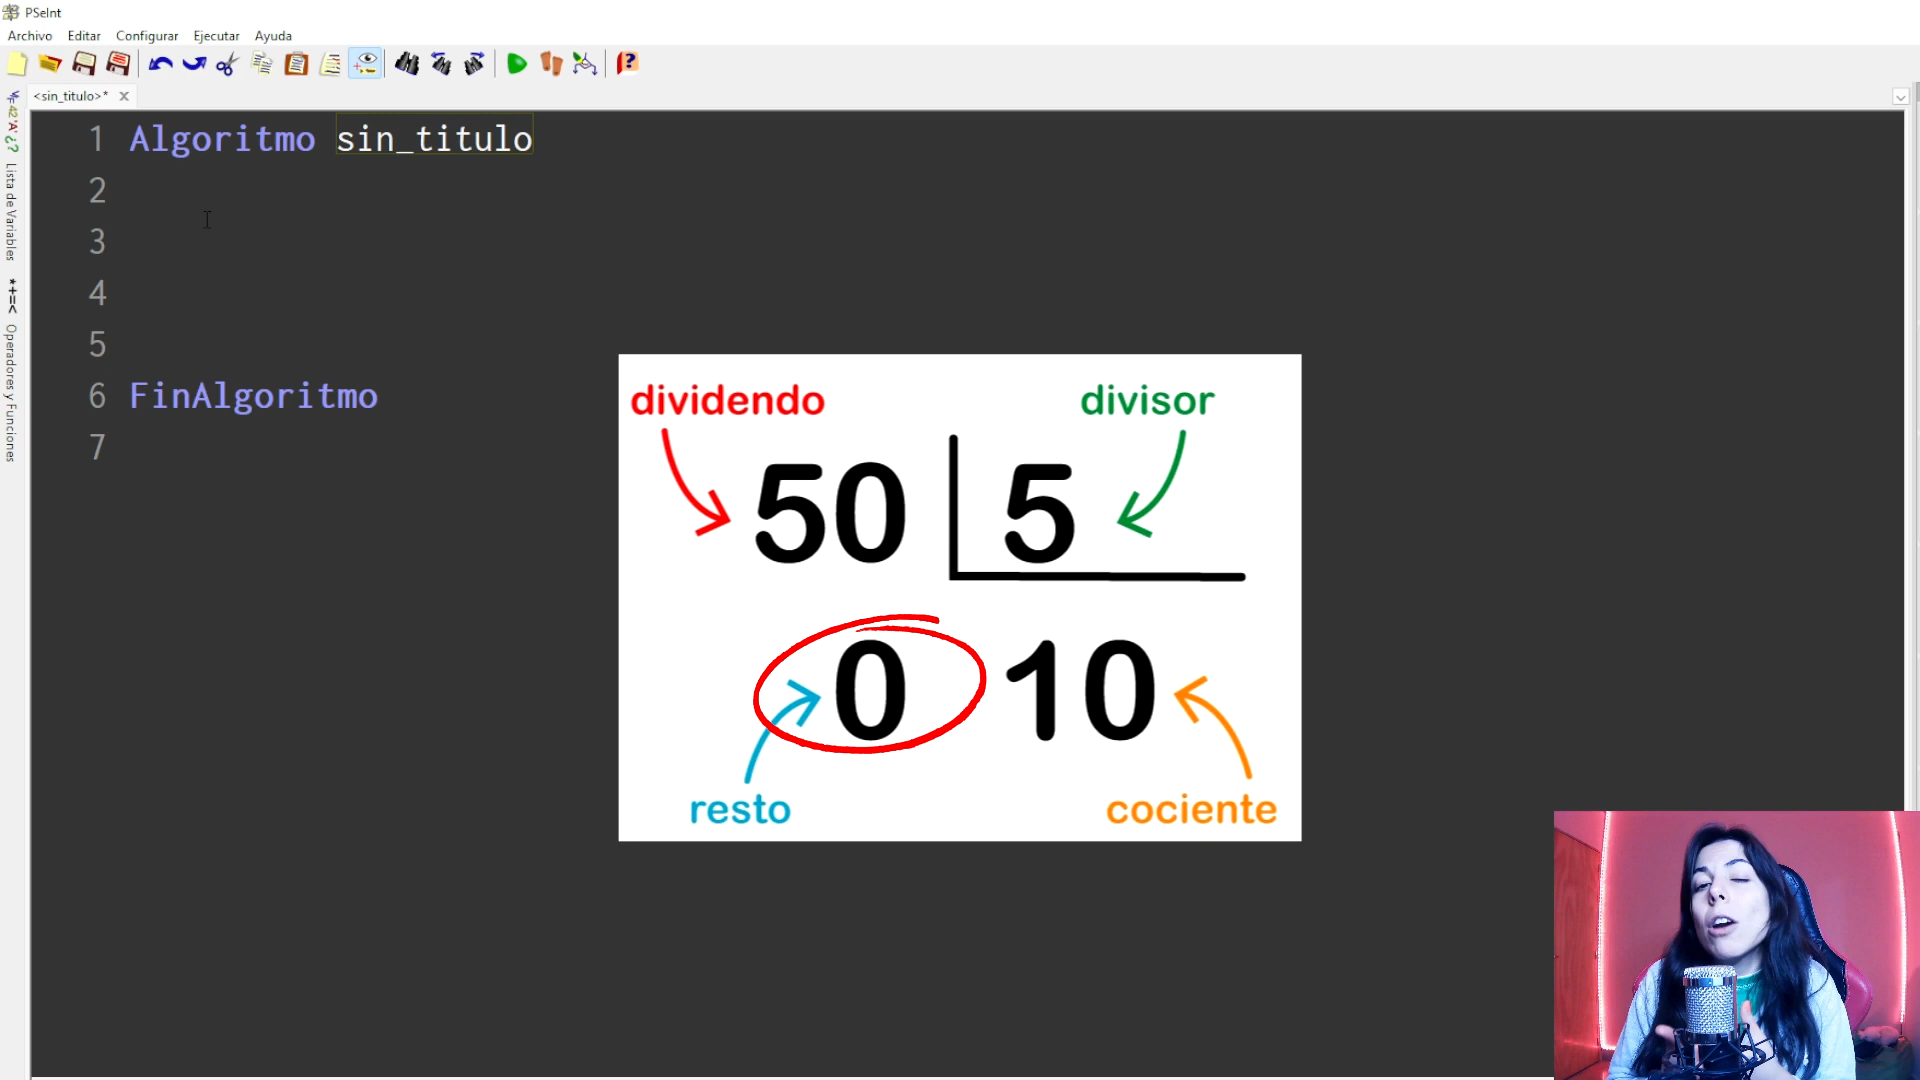 PSeInt
Archivo Editar Configurar Ejecutar Ayuda
<sin_titulo>*
1 Algoritmo sin_titulo
2
3
4
5
6 FinAlgoritmo
7
Lista de Variables
*+=< Operadores y Funciones
dividendo divisor
50 5
0 10
resto cociente